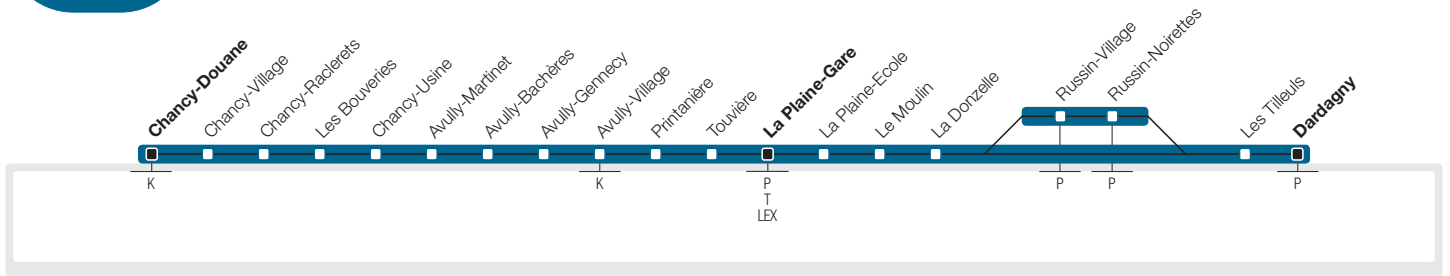 Chancy-Douane
Chancy-Village
Chancy-Raclerets
Les Bouveries
Chancy-Usine
Avully-Martinet
Avully-Bachères
Avully-Gennecy
Avully-Village
Printanière
Touvière
La Plaine-Gare
La Plaine-Ecole
Le Moulin
La Donzelle
Russin-Village
Russin-Noirettes
Les Tilleuls
Dardagny
K
K
P
T
LEX
P
P
P